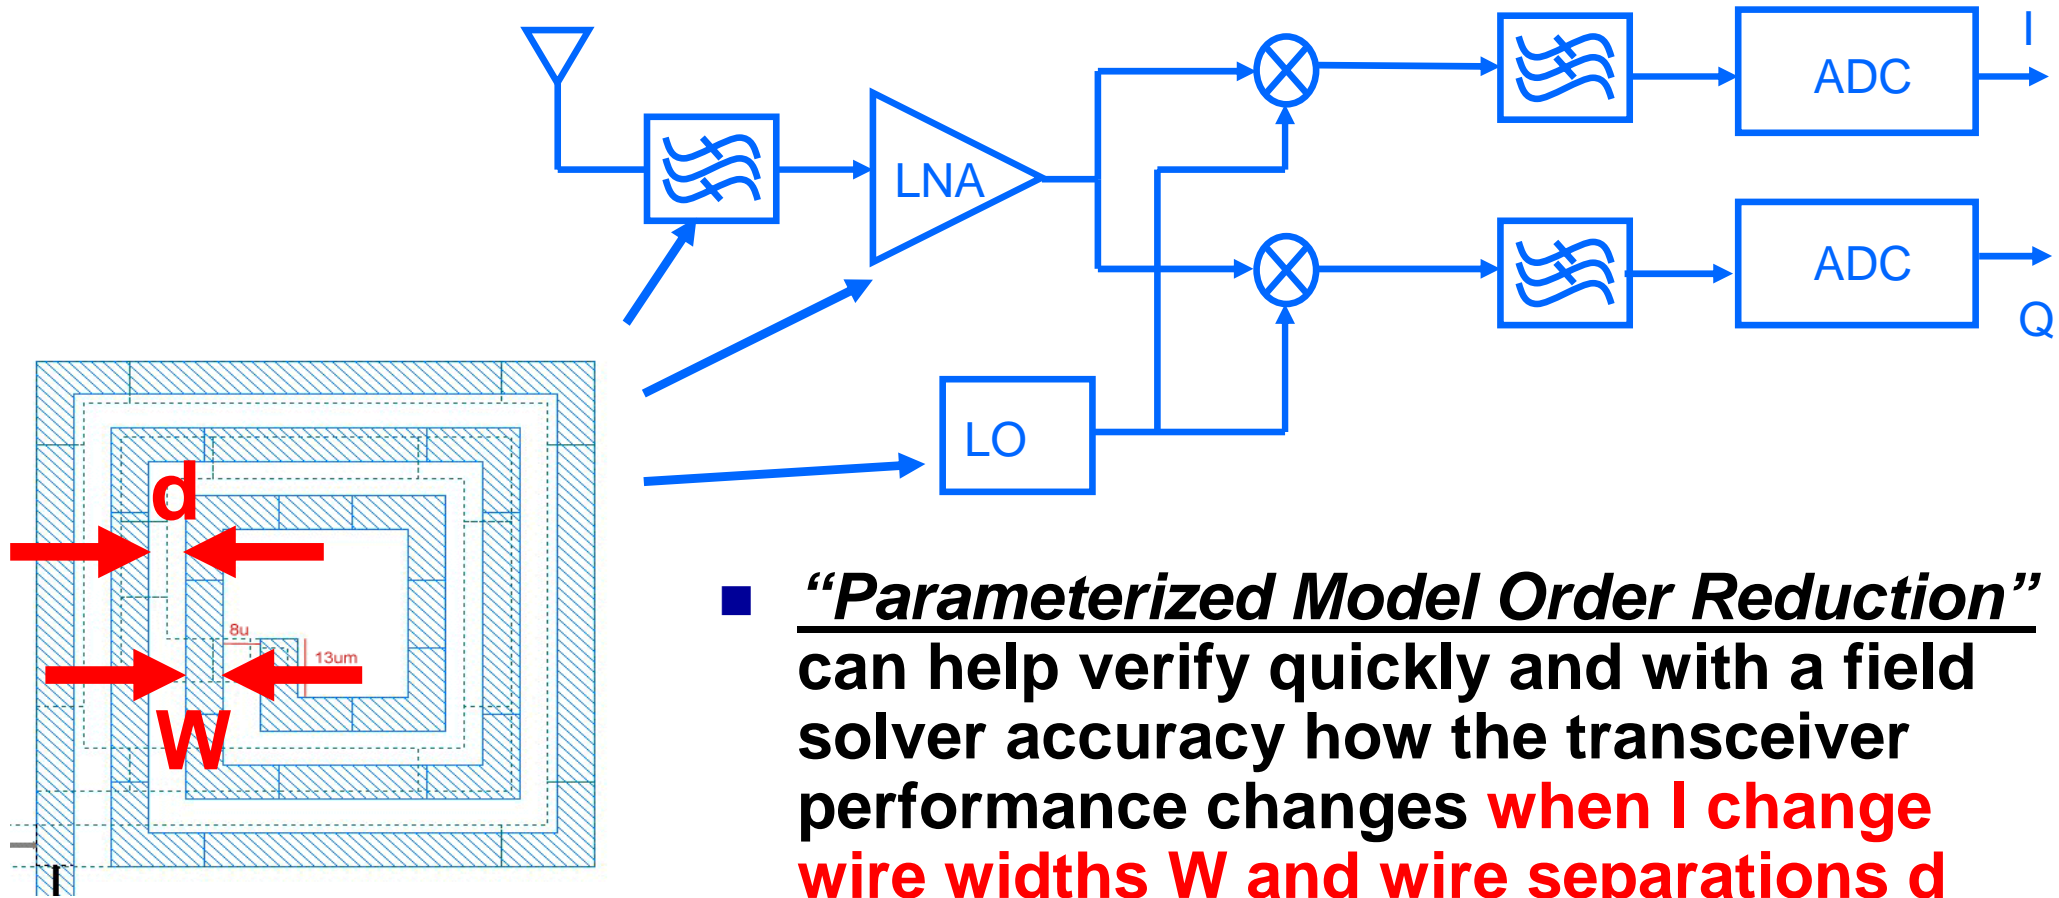 I
ADC
LNA
ADC
Q
LO
d
8u
13um
W
“Parameterized Model Order Reduction”
can help verify quickly and with a field
solver accuracy how the transceiver
performance changes when I change
wire widths W and wire separations d